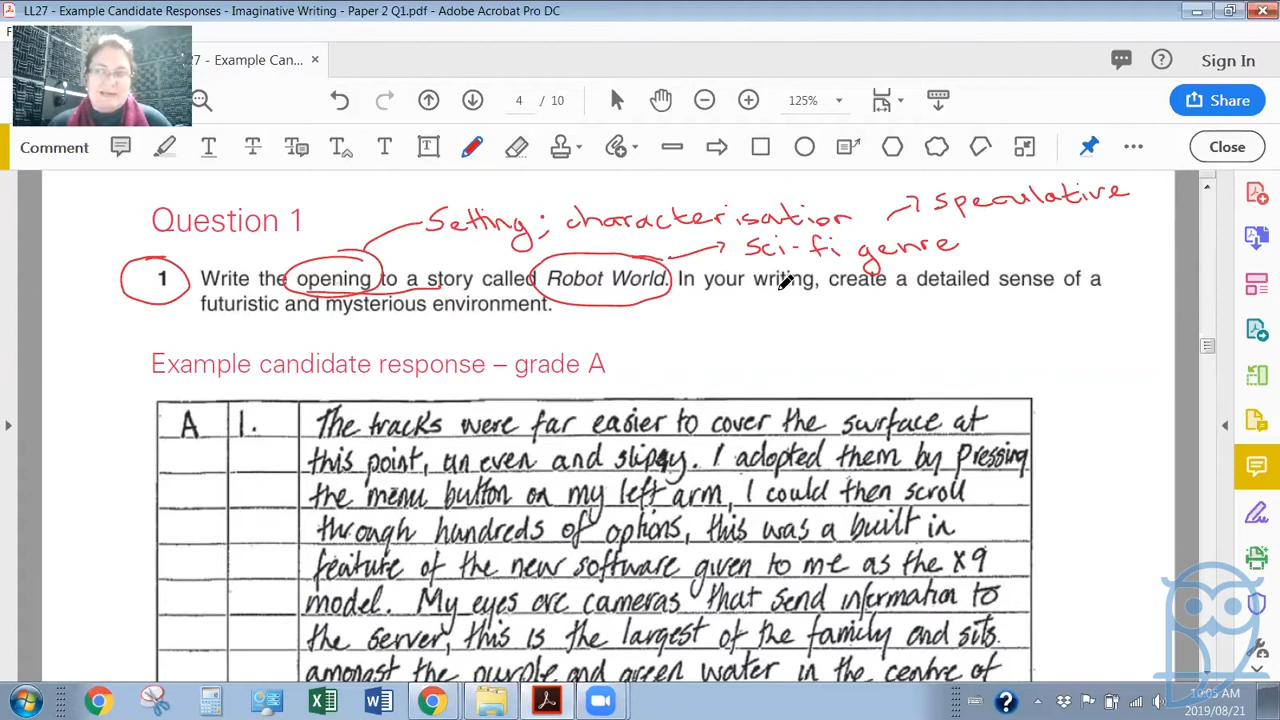 LL27 - Example Candidate Responses - Imaginative Writing - Paper 2 Q1.pdf - Adobe Acrobat Pro DC
27 - Example Can... ×
Sign In
4 / 10
125%
Share
Comment
Close
Setting; characterisation → speculative
sci-fi genre
Question 1
1 Write the opening to a story called Robot World. In your writing, create a detailed sense of a
futuristic and mysterious environment.
Example candidate response – grade A
A 1. The tracks were far easier to cover the surface at
this point, un even and slippy. I adopted them by pressing
the menu button on my left arm, I could then scroll
through hundreds of options, this was a built in
feature of the new software given to me as the X9
model. My eyes are cameras that send information to
the server, this is the largest of the family and sits
amongst the purple and green water in the centre of
10:05 AM
2019/08/21